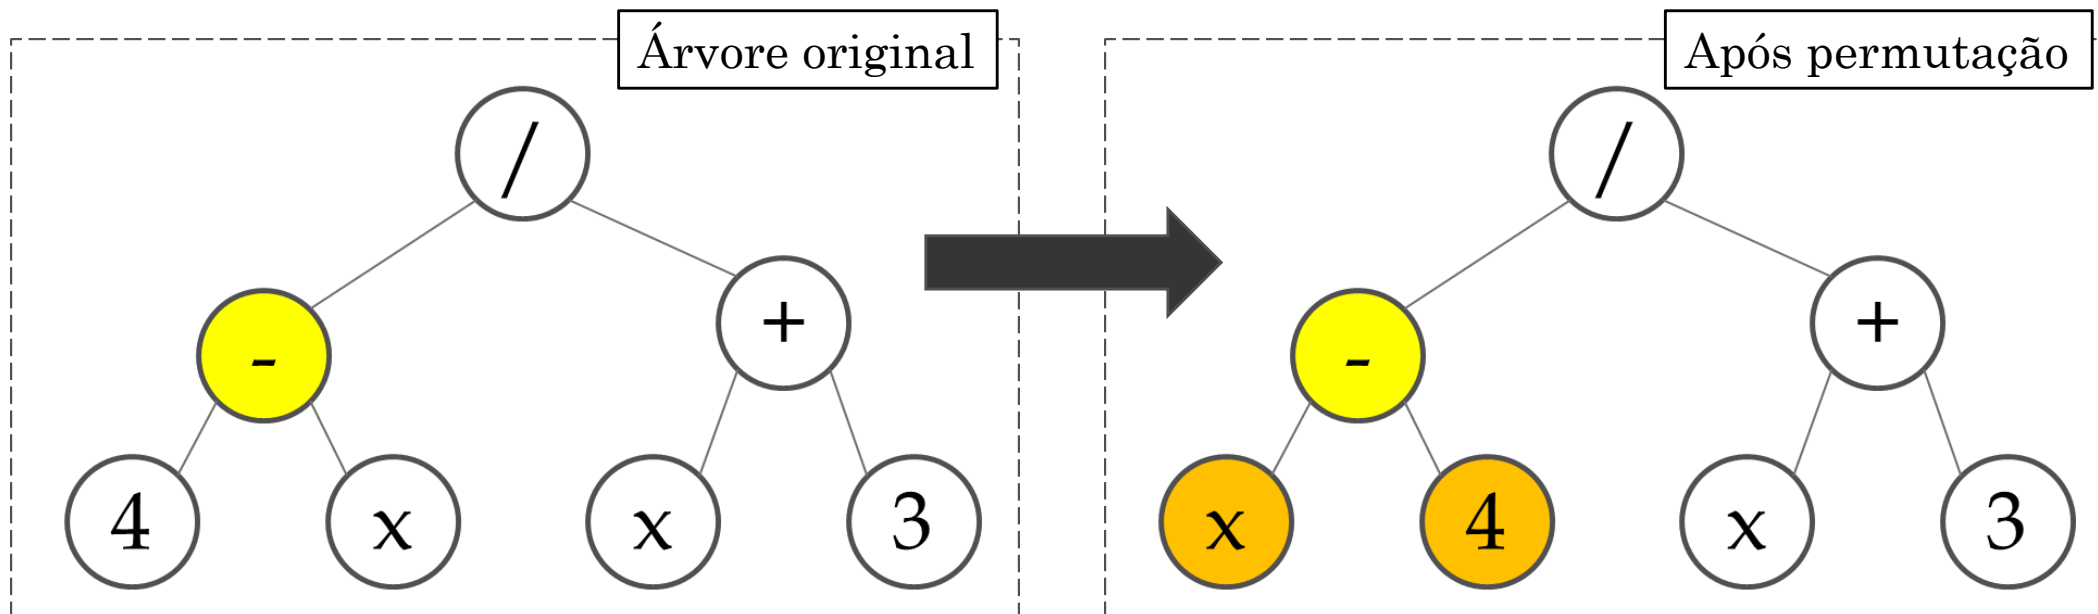 Árvore original
Após permutação
/
/
-
+
-
+
4
x
x
3
x
4
x
3